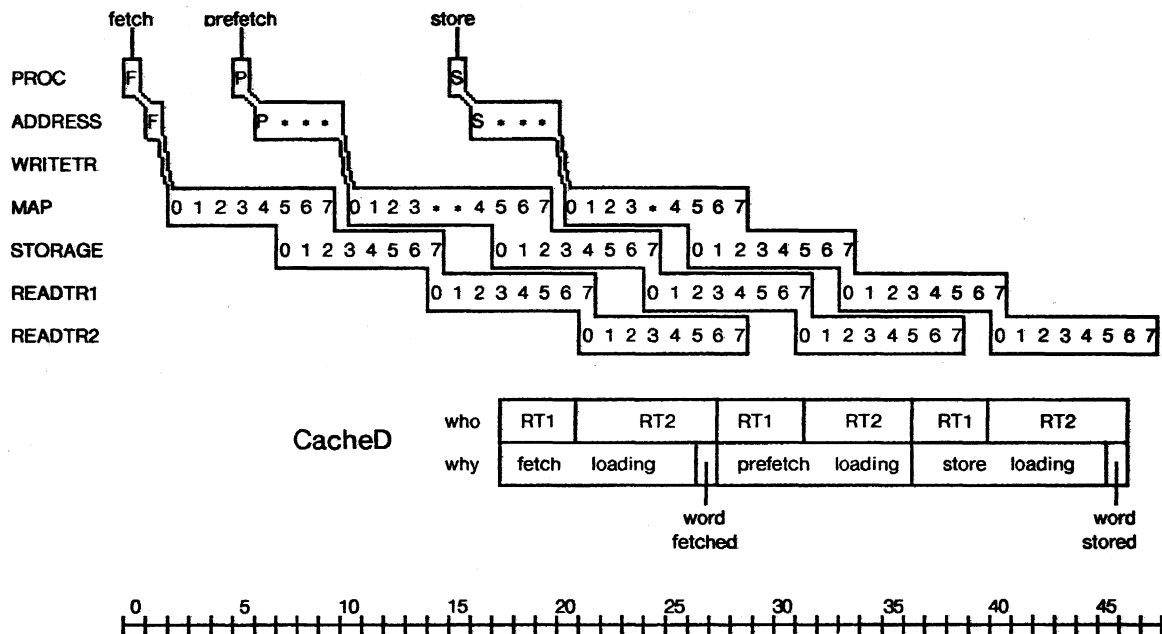 fetch prefetch store
PROC F P S
ADDRESS F P * * * S * * *
WRITETR
MAP 0 1 2 3 4 5 6 7 0 1 2 3 * * 4 5 6 7 0 1 2 3 * 4 5 6 7
STORAGE 0 1 2 3 4 5 6 7 0 1 2 3 4 5 6 7 0 1 2 3 4 5 6 7
READTR1 0 1 2 3 4 5 6 7 0 1 2 3 4 5 6 7 0 1 2 3 4 5 6 7
READTR2 0 1 2 3 4 5 6 7 0 1 2 3 4 5 6 7 0 1 2 3 4 5 6 7
CacheD
who RT1 RT2 RT1 RT2 RT1 RT2
why fetch loading prefetch loading store loading
word fetched
word stored
0 5 10 15 20 25 30 35 40 45